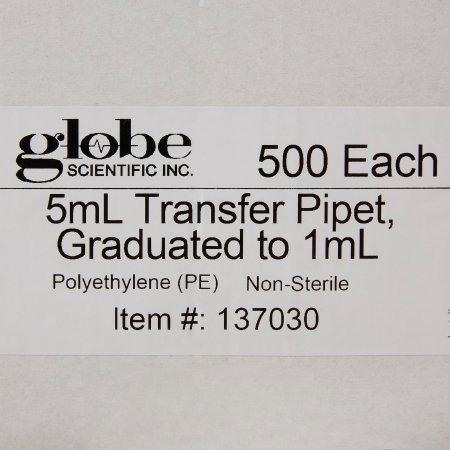 globe
SCIENTIFIC INC.
500 Each
5mL Transfer Pipet,
Graduated to 1mL
Polyethylene (PE) Non-Sterile
Item #: 137030